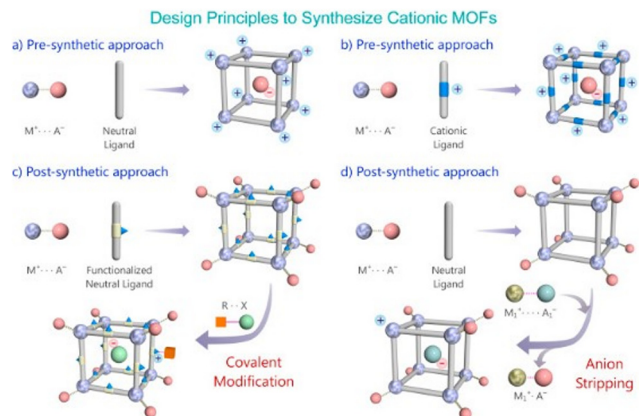 Design Principles to Synthesize Cationic MOFs
a) Pre-synthetic approach
M⁺··· A⁻
Neutral
Ligand
b) Pre-synthetic approach
M⁺··· A⁻
Cationic
Ligand
c) Post-synthetic approach
M⁺··· A⁻
Functionalized
Neutral Ligand
R ·· X
Covalent
Modification
d) Post-synthetic approach
M⁺··· A⁻
Neutral
Ligand
M₁⁺···· A₁⁻
Anion
Stripping
M₁⁺· A⁻